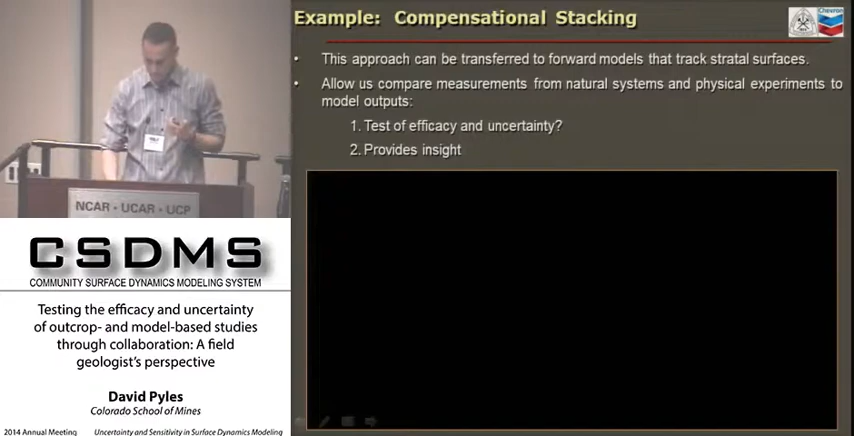 Example: Compensational Stacking
Chevron
• This approach can be transferred to forward models that track stratal surfaces.
• Allow us compare measurements from natural systems and physical experiments to
model outputs:
1. Test of efficacy and uncertainty?
2. Provides insight
NCAR - UCAR - UCP
CSDMS
COMMUNITY SURFACE DYNAMICS MODELING SYSTEM
Testing the efficacy and uncertainty
of outcrop- and model-based studies
through collaboration: A field
geologist's perspective
David Pyles
Colorado School of Mines
2014 Annual Meeting Uncertainty and Sensitivity in Surface Dynamics Modeling